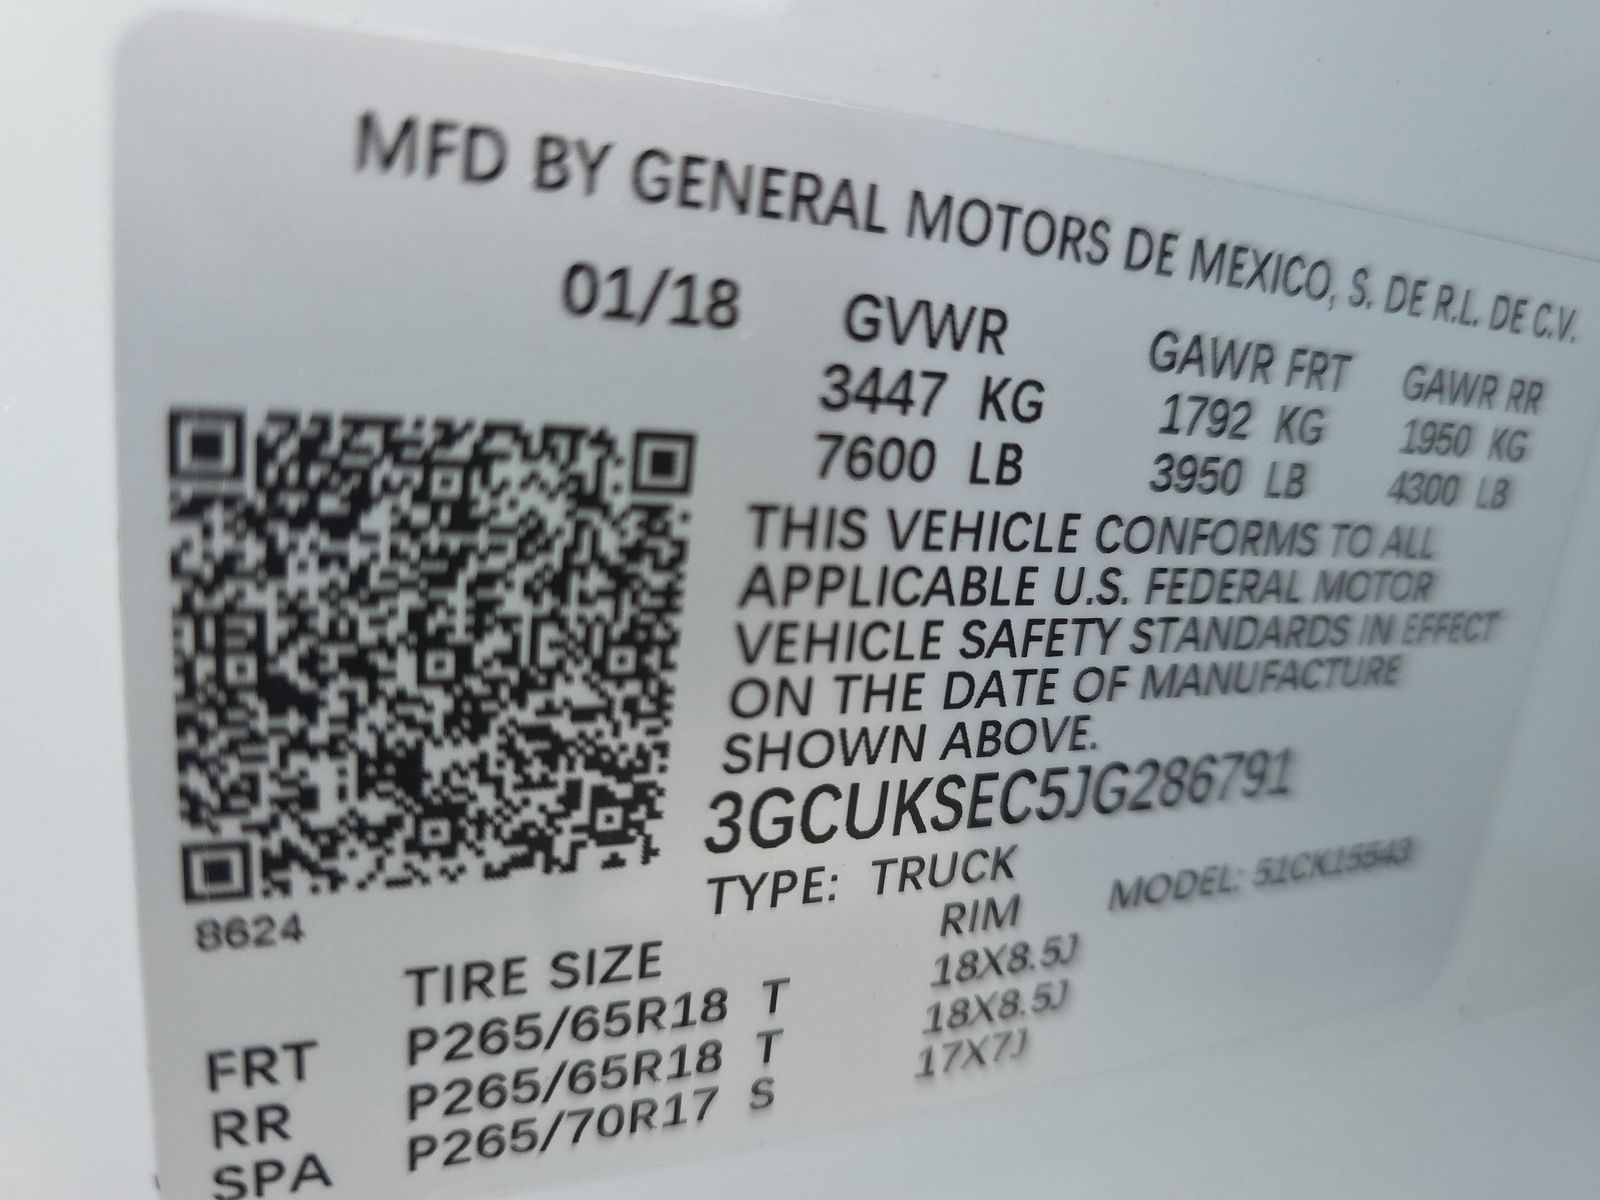 MFD BY GENERAL MOTORS DE MEXICO, S. DE R.L. DE C.V.
01/18 GVWR GAWR FRT GAWR RR
3447 KG 1792 KG 1950 KG
7600 LB 3950 LB 4300 LB
THIS VEHICLE CONFORMS TO ALL
APPLICABLE U.S. FEDERAL MOTOR
VEHICLE SAFETY STANDARDS IN EFFECT
ON THE DATE OF MANUFACTURE
SHOWN ABOVE.
3GCUKSEC5JG286791
TYPE: TRUCK MODEL: 51CK15543
8624
TIRE SIZE RIM
FRT P265/65R18 T 18X8.5J
RR P265/65R18 T 18X8.5J
SPA P265/70R17 S 17X7J